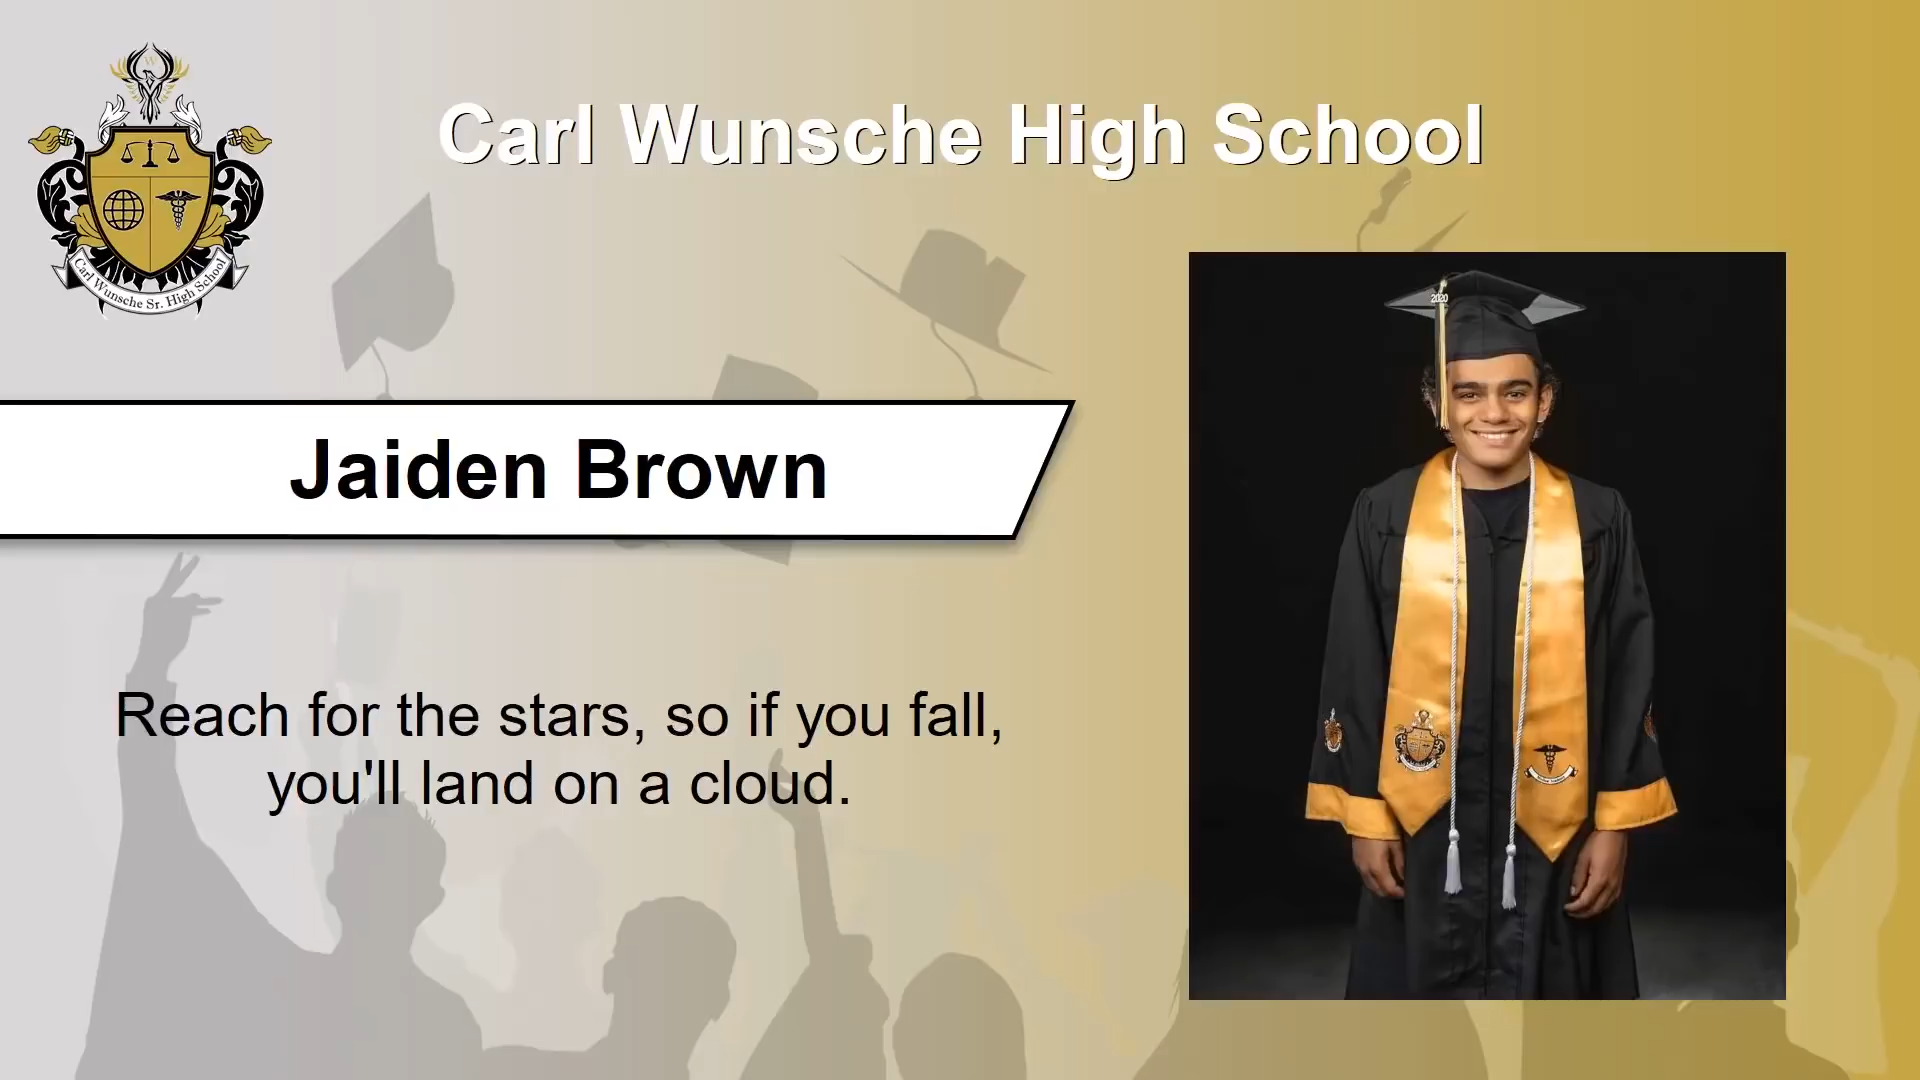 Carl Wunsche High School
Carl Wunsche Sr. High School
Jaiden Brown
Reach for the stars, so if you fall,
you'll land on a cloud.
2020